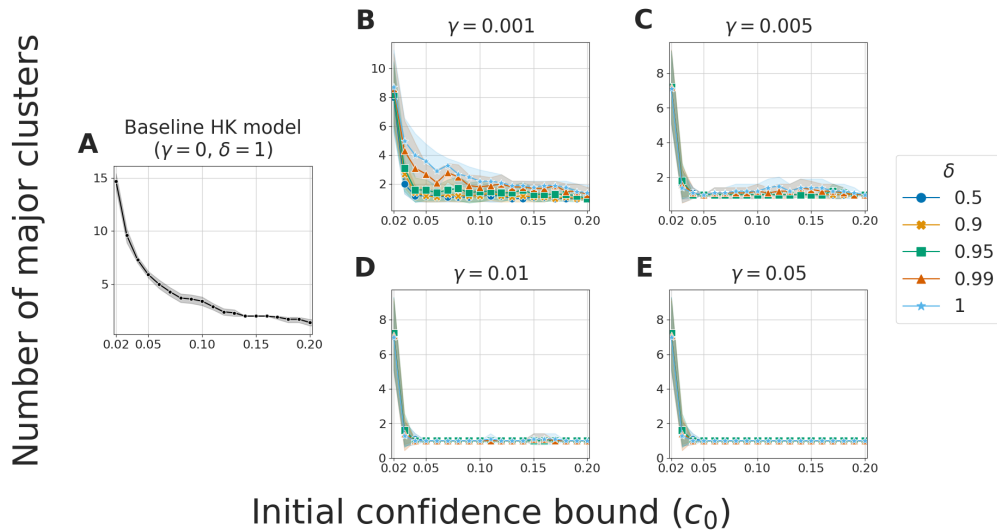 Number of major clusters
A
Baseline HK model
(γ = 0, δ = 1)
15
10
5
0.02 0.05 0.10 0.15 0.20
B
γ = 0.001
10
8
6
4
2
0.02 0.05 0.10 0.15 0.20
C
γ = 0.005
8
6
4
2
0.02 0.05 0.10 0.15 0.20
D
γ = 0.01
8
6
4
2
0
0.02 0.05 0.10 0.15 0.20
E
γ = 0.05
8
6
4
2
0
0.02 0.05 0.10 0.15 0.20
δ
0.5
0.9
0.95
0.99
1
Initial confidence bound (c₀)